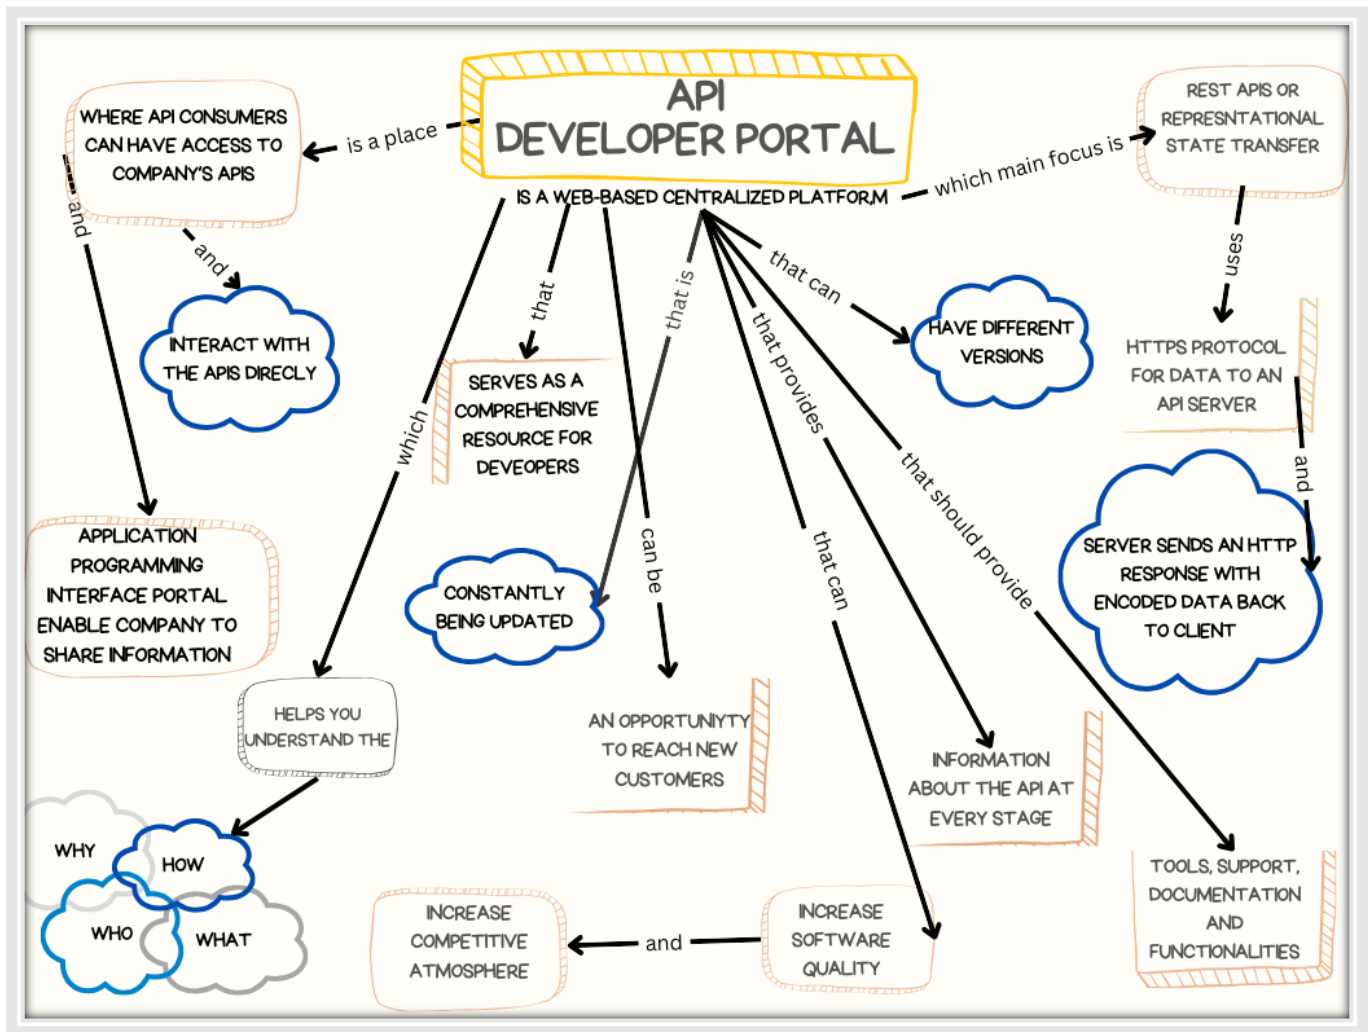 API
DEVELOPER PORTAL
IS A WEB-BASED CENTRALIZED PLATFORM
is a place
WHERE API CONSUMERS
CAN HAVE ACCESS TO
COMPANY'S APIS
and
INTERACT WITH
THE APIS DIRECLY
and
APPLICATION
PROGRAMMING
INTERFACE PORTAL
ENABLE COMPANY TO
SHARE INFORMATION
which
HELPS YOU
UNDERSTAND THE
WHY
HOW
WHO
WHAT
that
SERVES AS A
COMPREHENSIVE
RESOURCE FOR
DEVEOPERS
that is
CONSTANTLY
BEING UPDATED
can be
AN OPPORTUNIYTY
TO REACH NEW
CUSTOMERS
that can
INCREASE
SOFTWARE
QUALITY
and
INCREASE
COMPETITIVE
ATMOSPHERE
that provides
INFORMATION
ABOUT THE API AT
EVERY STAGE
that should provide
TOOLS, SUPPORT,
DOCUMENTATION
AND
FUNCTIONALITIES
that can
HAVE DIFFERENT
VERSIONS
which main focus is
REST APIS OR
REPRESNTATIONAL
STATE TRANSFER
uses
HTTPS PROTOCOL
FOR DATA TO AN
API SERVER
and
SERVER SENDS AN HTTP
RESPONSE WITH
ENCODED DATA BACK
TO CLIENT